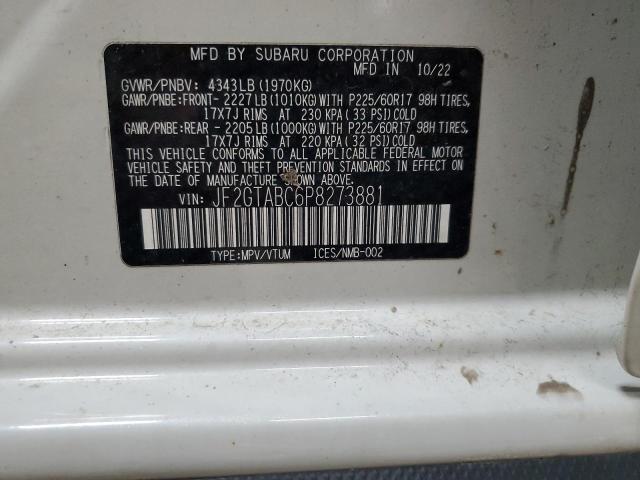 MFD BY SUBARU CORPORATION
MFD IN 10/22
GVWR/PNBV: 4343LB (1970KG)
GAWR/PNBE:FRONT- 2227LB (1010KG) WITH P225/60R17 98H TIRES,
17X7J RIMS AT 230 KPA (33 PSI) COLD
GAWR/PNBE:REAR - 2205LB (1000KG) WITH P225/60R17 98H TIRES,
17X7J RIMS AT 220 KPA (32 PSI) COLD
THIS VEHICLE CONFORMS TO ALL APPLICABLE FEDERAL MOTOR
VEHICLE SAFETY AND THEFT PREVENTION STANDARDS IN EFFECT ON THE
DATE OF MANUFACTURE SHOWN ABOVE.
VIN: JF2GTABC6P8273881
TYPE:MPV/VTUM ICES/NMB-002